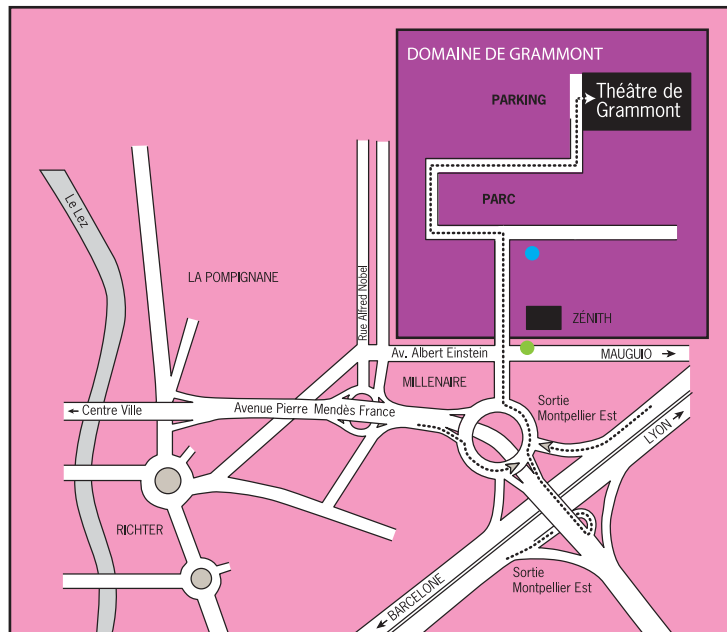 DOMAINE DE GRAMMONT
PARKING
Théâtre de
Grammont
PARC
Le Lez
LA POMPIGNANE
Rue Alfred Nobel
ZÉNITH
Av. Albert Einstein
MAUGUIO
MILLENAIRE
Centre Ville
Avenue Pierre Mendès France
Sortie
Montpellier Est
LYON
RICHTER
Sortie
Montpellier Est
BARCELONE